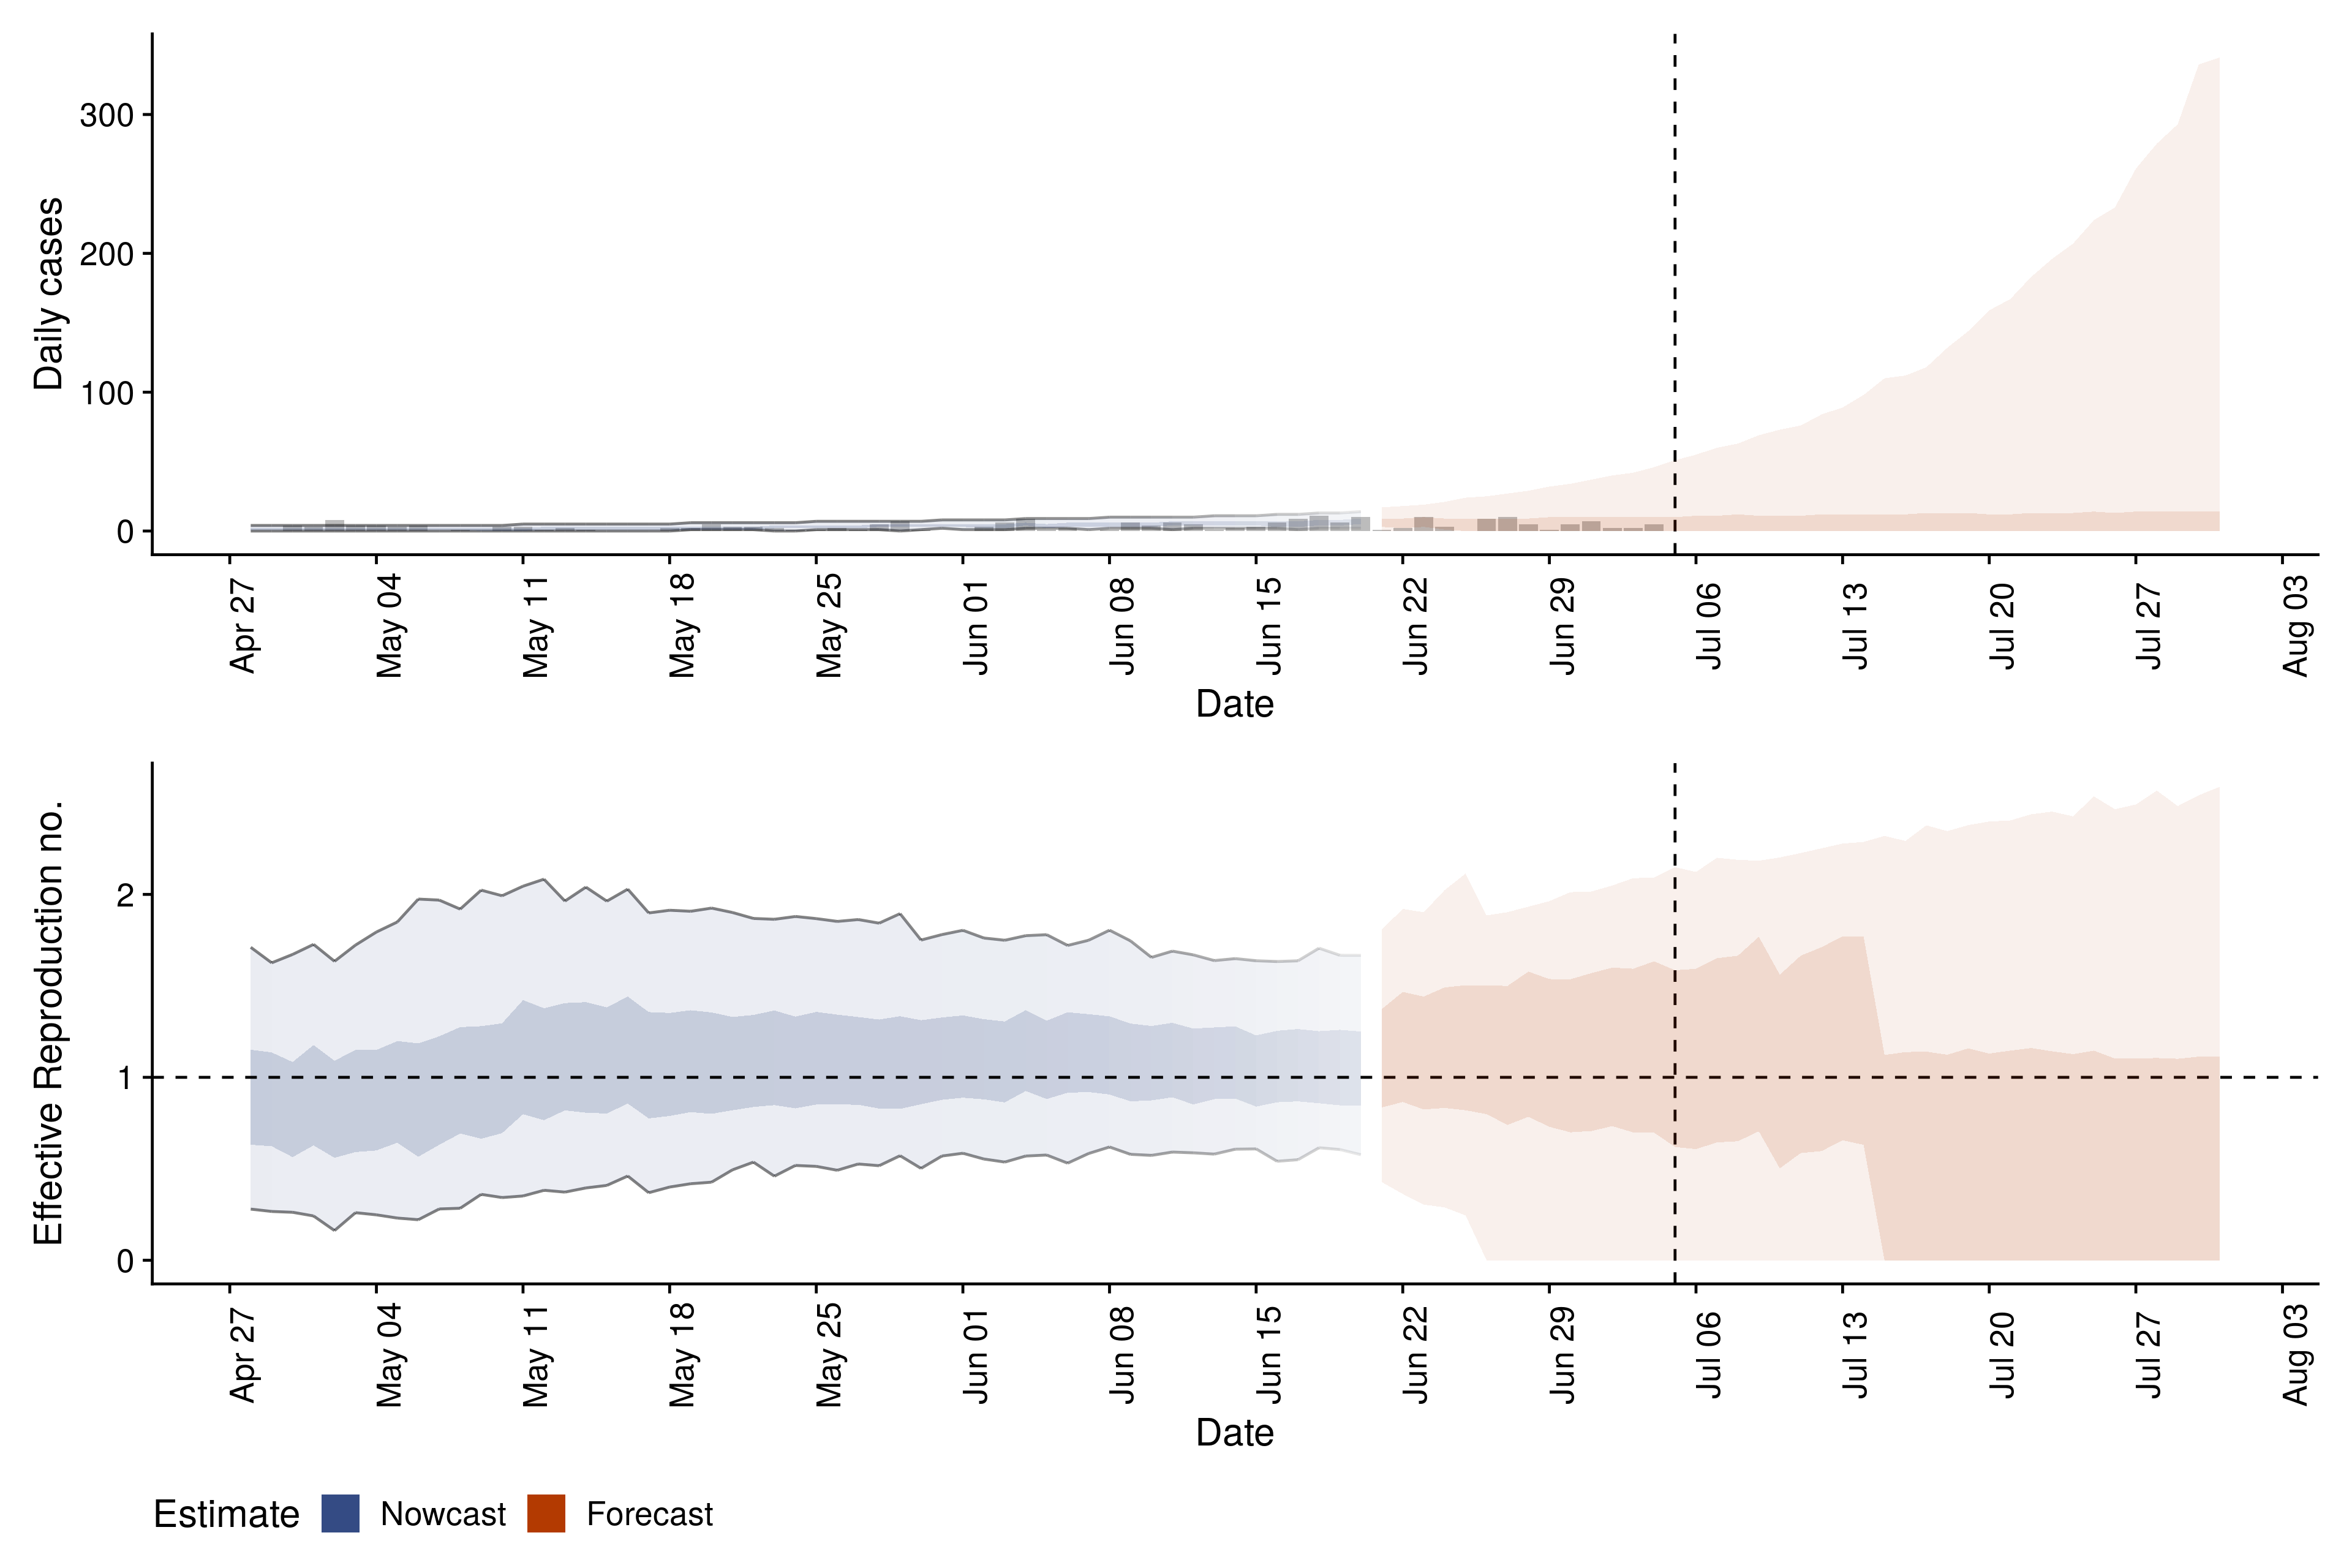 Daily cases
300
200
100
0
Apr 27
May 04
May 11
May 18
May 25
Jun 01
Jun 08
Jun 15
Jun 22
Jun 29
Jul 06
Jul 13
Jul 20
Jul 27
Aug 03
Date
Effective Reproduction no.
2
1
0
Apr 27
May 04
May 11
May 18
May 25
Jun 01
Jun 08
Jun 15
Jun 22
Jun 29
Jul 06
Jul 13
Jul 20
Jul 27
Aug 03
Date
Estimate Nowcast Forecast